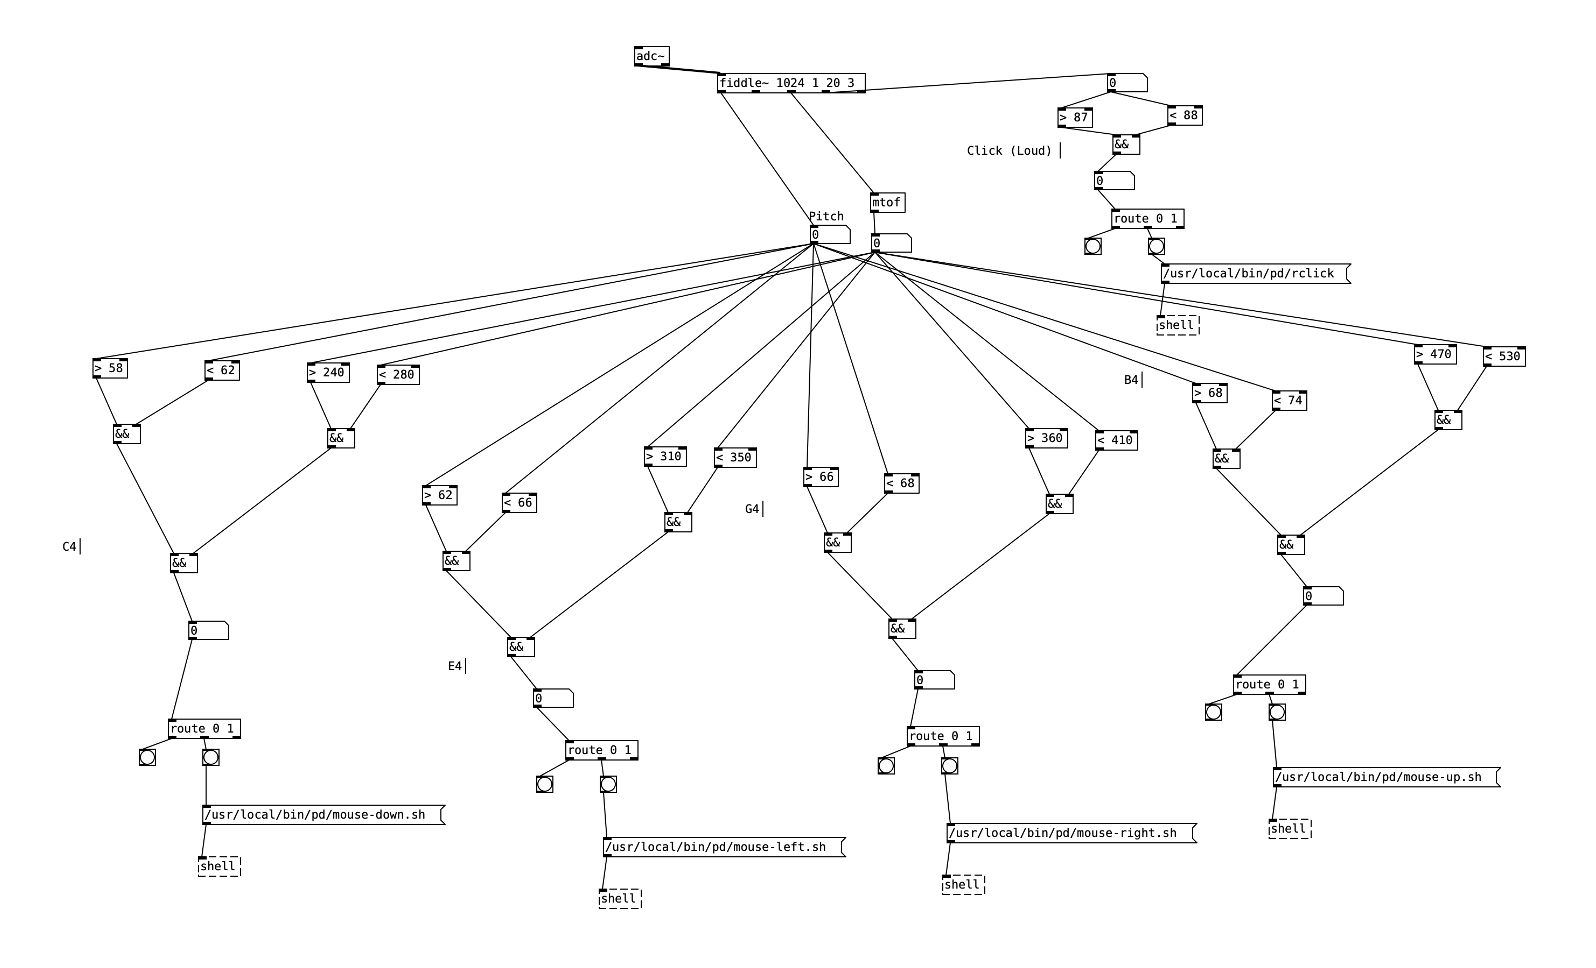 adc~
fiddle~ 1024 1 20 3
0
> 87
< 88
&&
Click (Loud)
0
mtof
Pitch
route 0 1
0
0
/usr/local/bin/pd/rclick
shell
> 58
< 62
> 240
< 280
&&
&&
C4
&&
0
route 0 1
/usr/local/bin/pd/mouse-down.sh
shell
> 62
< 66
> 310
< 350
&&
&&
&&
E4
0
route 0 1
/usr/local/bin/pd/mouse-left.sh
shell
G4
> 66
< 68
> 360
< 410
&&
&&
&&
0
route 0 1
/usr/local/bin/pd/mouse-right.sh
shell
B4
> 68
< 74
> 470
< 530
&&
&&
&&
0
route 0 1
/usr/local/bin/pd/mouse-up.sh
shell